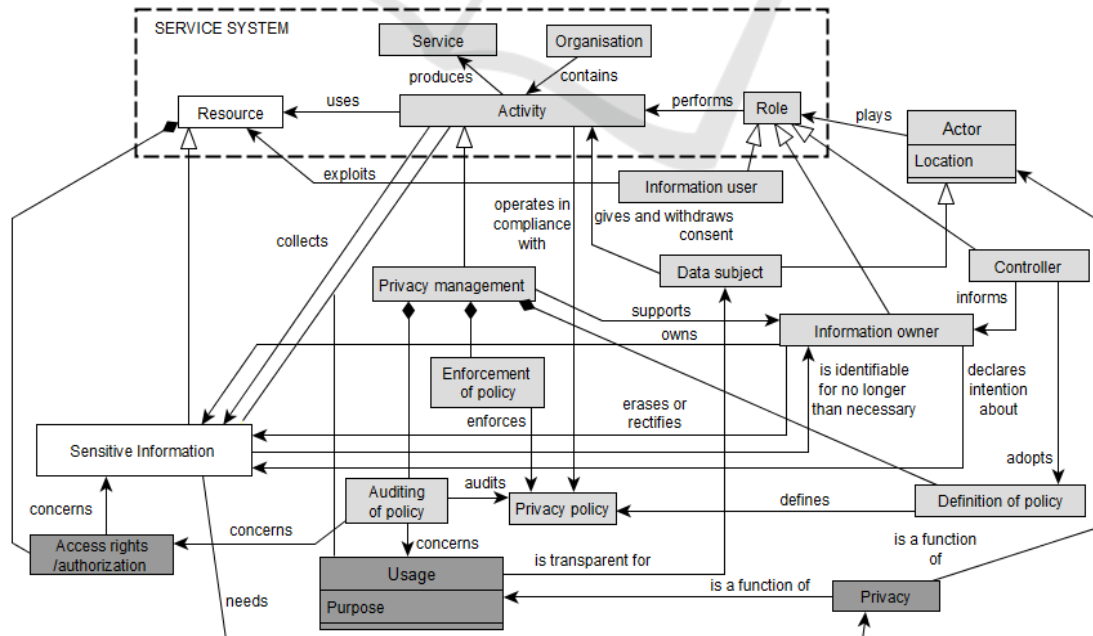 SERVICE SYSTEM
Service
Organisation
produces
contains
Resource
uses
Activity
performs
Role
plays
Actor
Location
exploits
Information user
operates in
compliance
with
gives and withdraws
consent
collects
Data subject
Controller
Privacy management
supports
informs
owns
Information owner
Enforcement
of policy
is identifiable
for no longer
than necessary
declares
intention
about
erases or
rectifies
enforces
Sensitive Information
adopts
concerns
Auditing
of policy
audits
Privacy policy
defines
Definition of policy
Access rights
/authorization
concerns
concerns
is a function
of
is transparent for
Usage
Purpose
is a function of
Privacy
needs